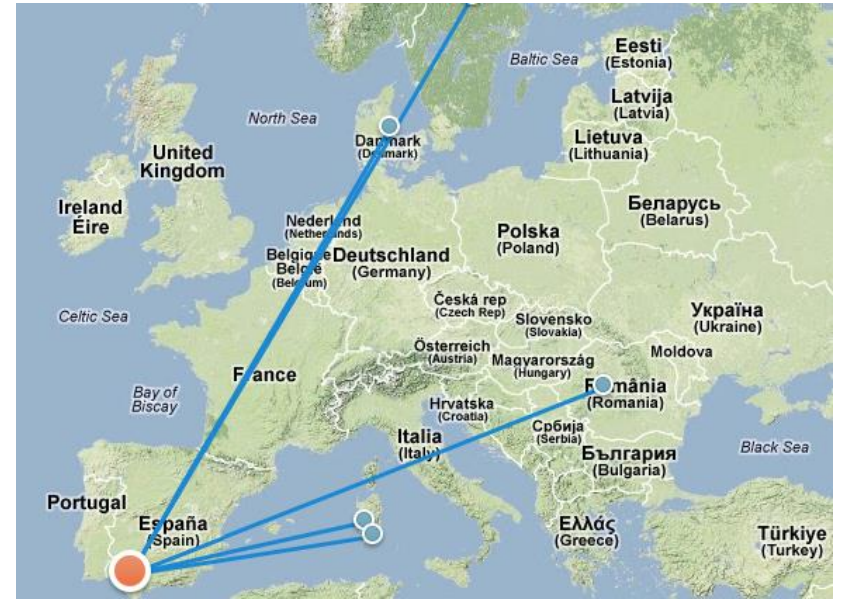 Eesti
(Estonia)
Baltic Sea
Latvija
(Latvia)
North Sea
Danmark
(Denmark)
Lietuva
(Lithuania)
United
Kingdom
Ireland
Éire
Беларусь
(Belarus)
Nederland
(Netherlands)
Polska
(Poland)
België
Belgique
(Belgium)
Deutschland
(Germany)
Celtic Sea
Česká rep
(Czech Rep)
Slovensko
(Slovakia)
Україна
(Ukraine)
Österreich
(Austria)
Magyarország
(Hungary)
Moldova
France
Bay of
Biscay
România
(Romania)
Hrvatska
(Croatia)
Italia
(Italy)
Србија
(Serbia)
България
(Bulgaria)
Black Sea
Portugal
España
(Spain)
Ελλάς
(Greece)
Türkiye
(Turkey)